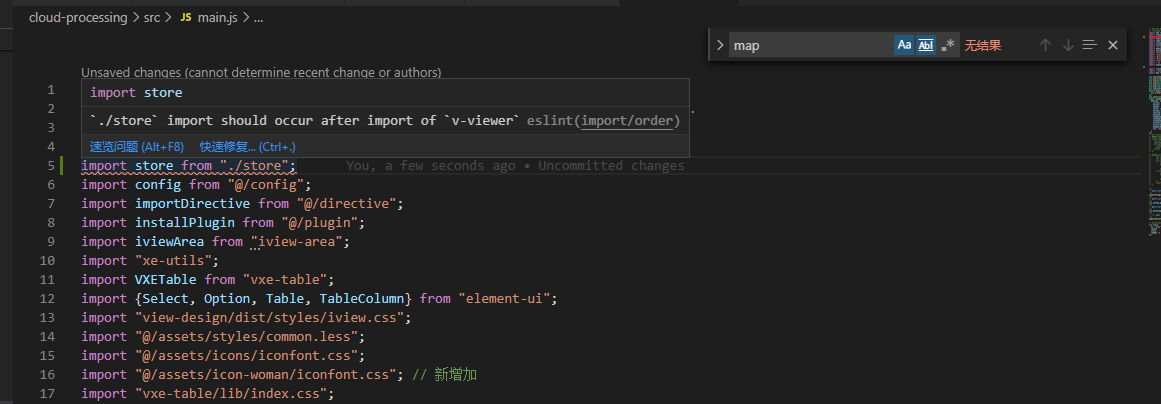 cloud-processing > src > JS main.js > ...
map Aa Abl .* 无结果
Unsaved changes (cannot determine recent change or authors)
1
import store
2
`./store` import should occur after import of `v-viewer` eslint(import/order)
3
4
速览问题 (Alt+F8) 快速修复... (Ctrl+.)
5 import store from "./store"; You, a few seconds ago • Uncommitted changes
6 import config from "@/config";
7 import importDirective from "@/directive";
8 import installPlugin from "@/plugin";
9 import iviewArea from "iview-area";
10 import "xe-utils";
11 import VXETable from "vxe-table";
12 import {Select, Option, Table, TableColumn} from "element-ui";
13 import "view-design/dist/styles/iview.css";
14 import "@/assets/styles/common.less";
15 import "@/assets/icons/iconfont.css";
16 import "@/assets/icon-woman/iconfont.css"; // 新增加
17 import "vxe-table/lib/index.css";